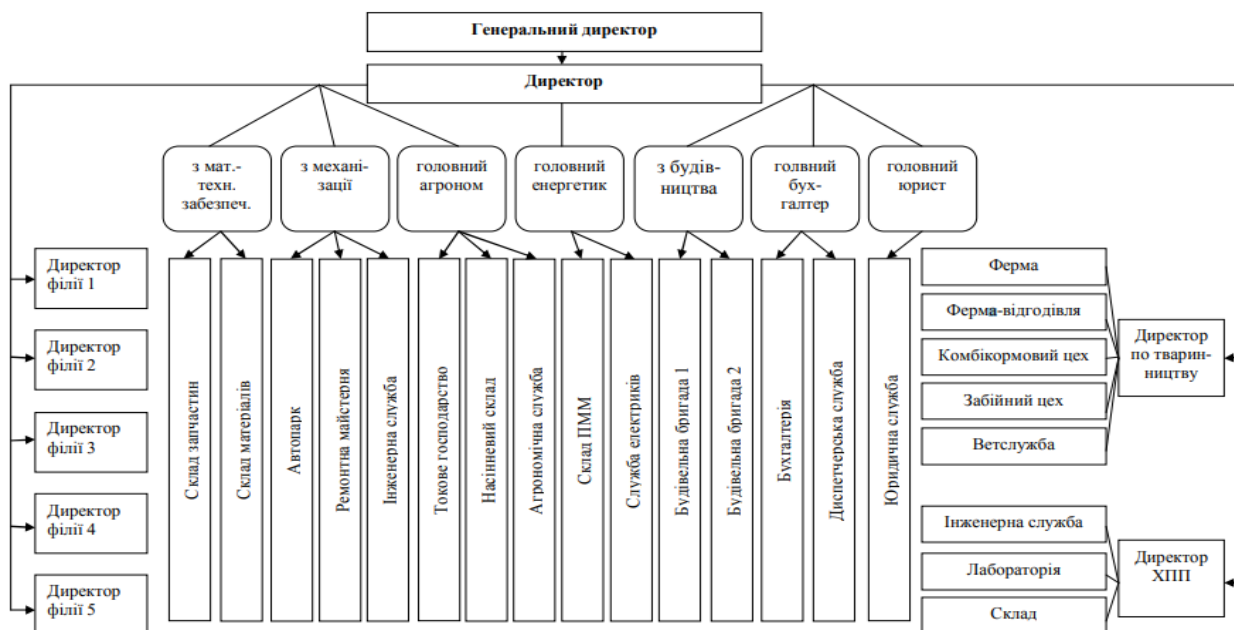 Генеральний директор
Директор
з мат.-
техн.
забезпеч.
з механі-
зації
головний
агроном
головний
енергетик
з будів-
ництва
голвний
бух-
галтер
головний
юрист
Директор
філії 1
Директор
філії 2
Директор
філії 3
Директор
філії 4
Директор
філії 5
Склад запчастин
Склад матеріалів
Автопарк
Ремонтна майстерня
Інженерна служба
Токове господарство
Насінневий склад
Агрономічна служба
Склад ПММ
Служба електриків
Будівельна бригада 1
Будівельна бригада 2
Бухгалтерія
Диспетчерська служба
Юридична служба
Ферма
Ферма-відгодівля
Комбікормовий цех
Забійний цех
Ветслужба
Директор
по тварин-
ництву
Інженерна служба
Лабораторія
Склад
Директор
ХПП